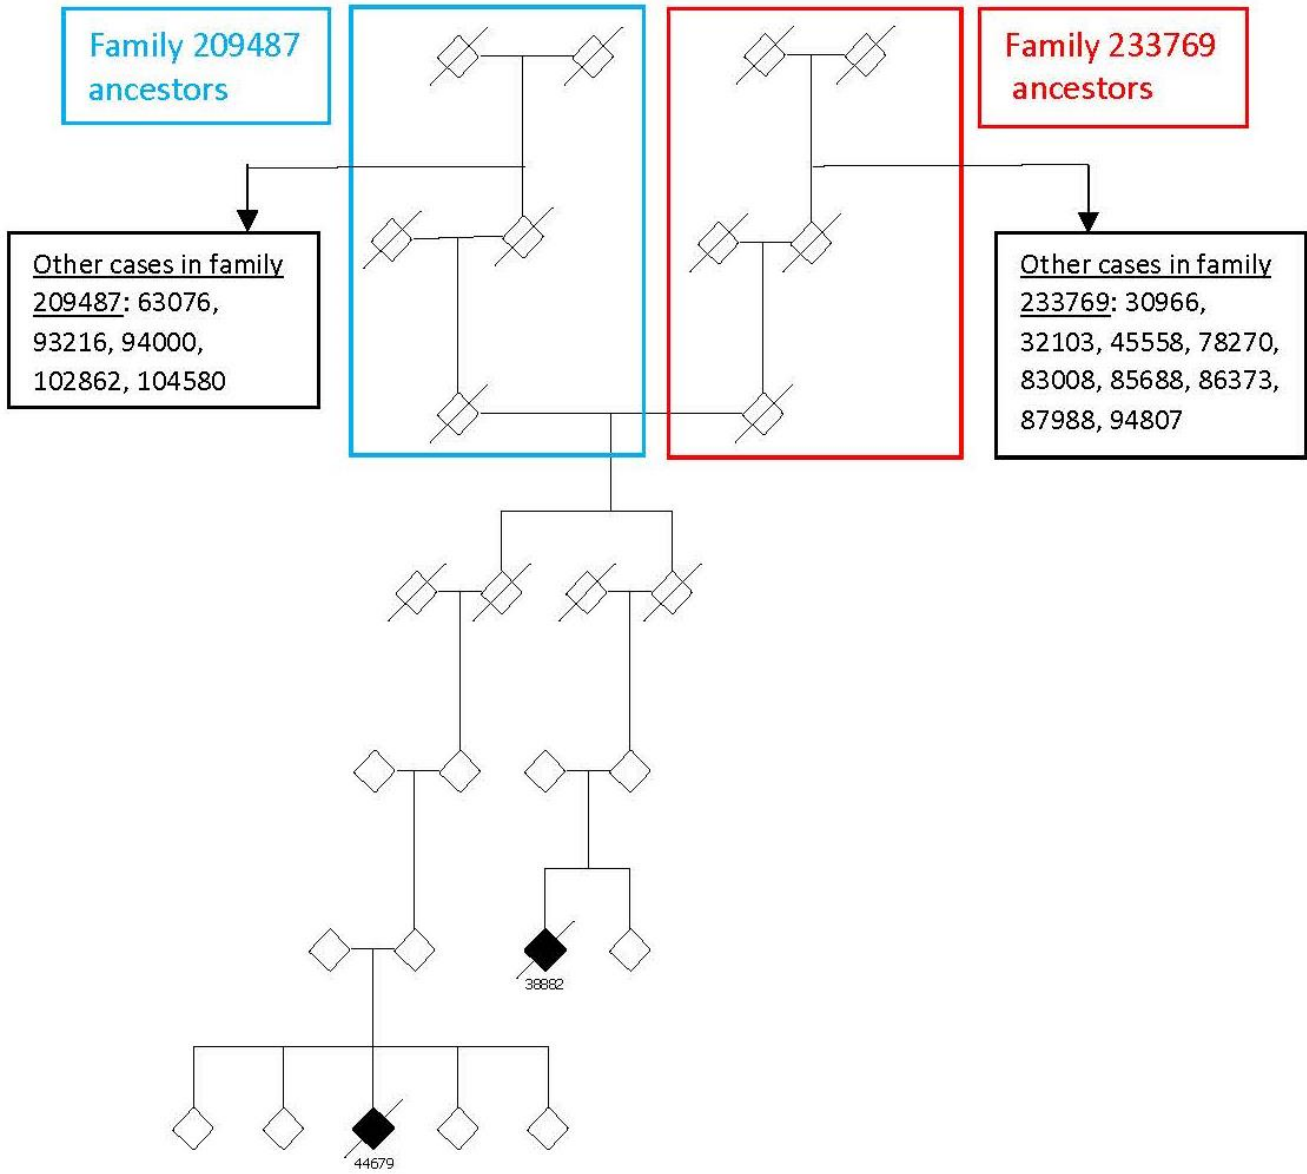 Family 209487
ancestors
Family 233769
ancestors
Other cases in family
209487: 63076,
93216, 94000,
102862, 104580
Other cases in family
233769: 30966,
32103, 45558, 78270,
83008, 85688, 86373,
87988, 94807
38882
44679